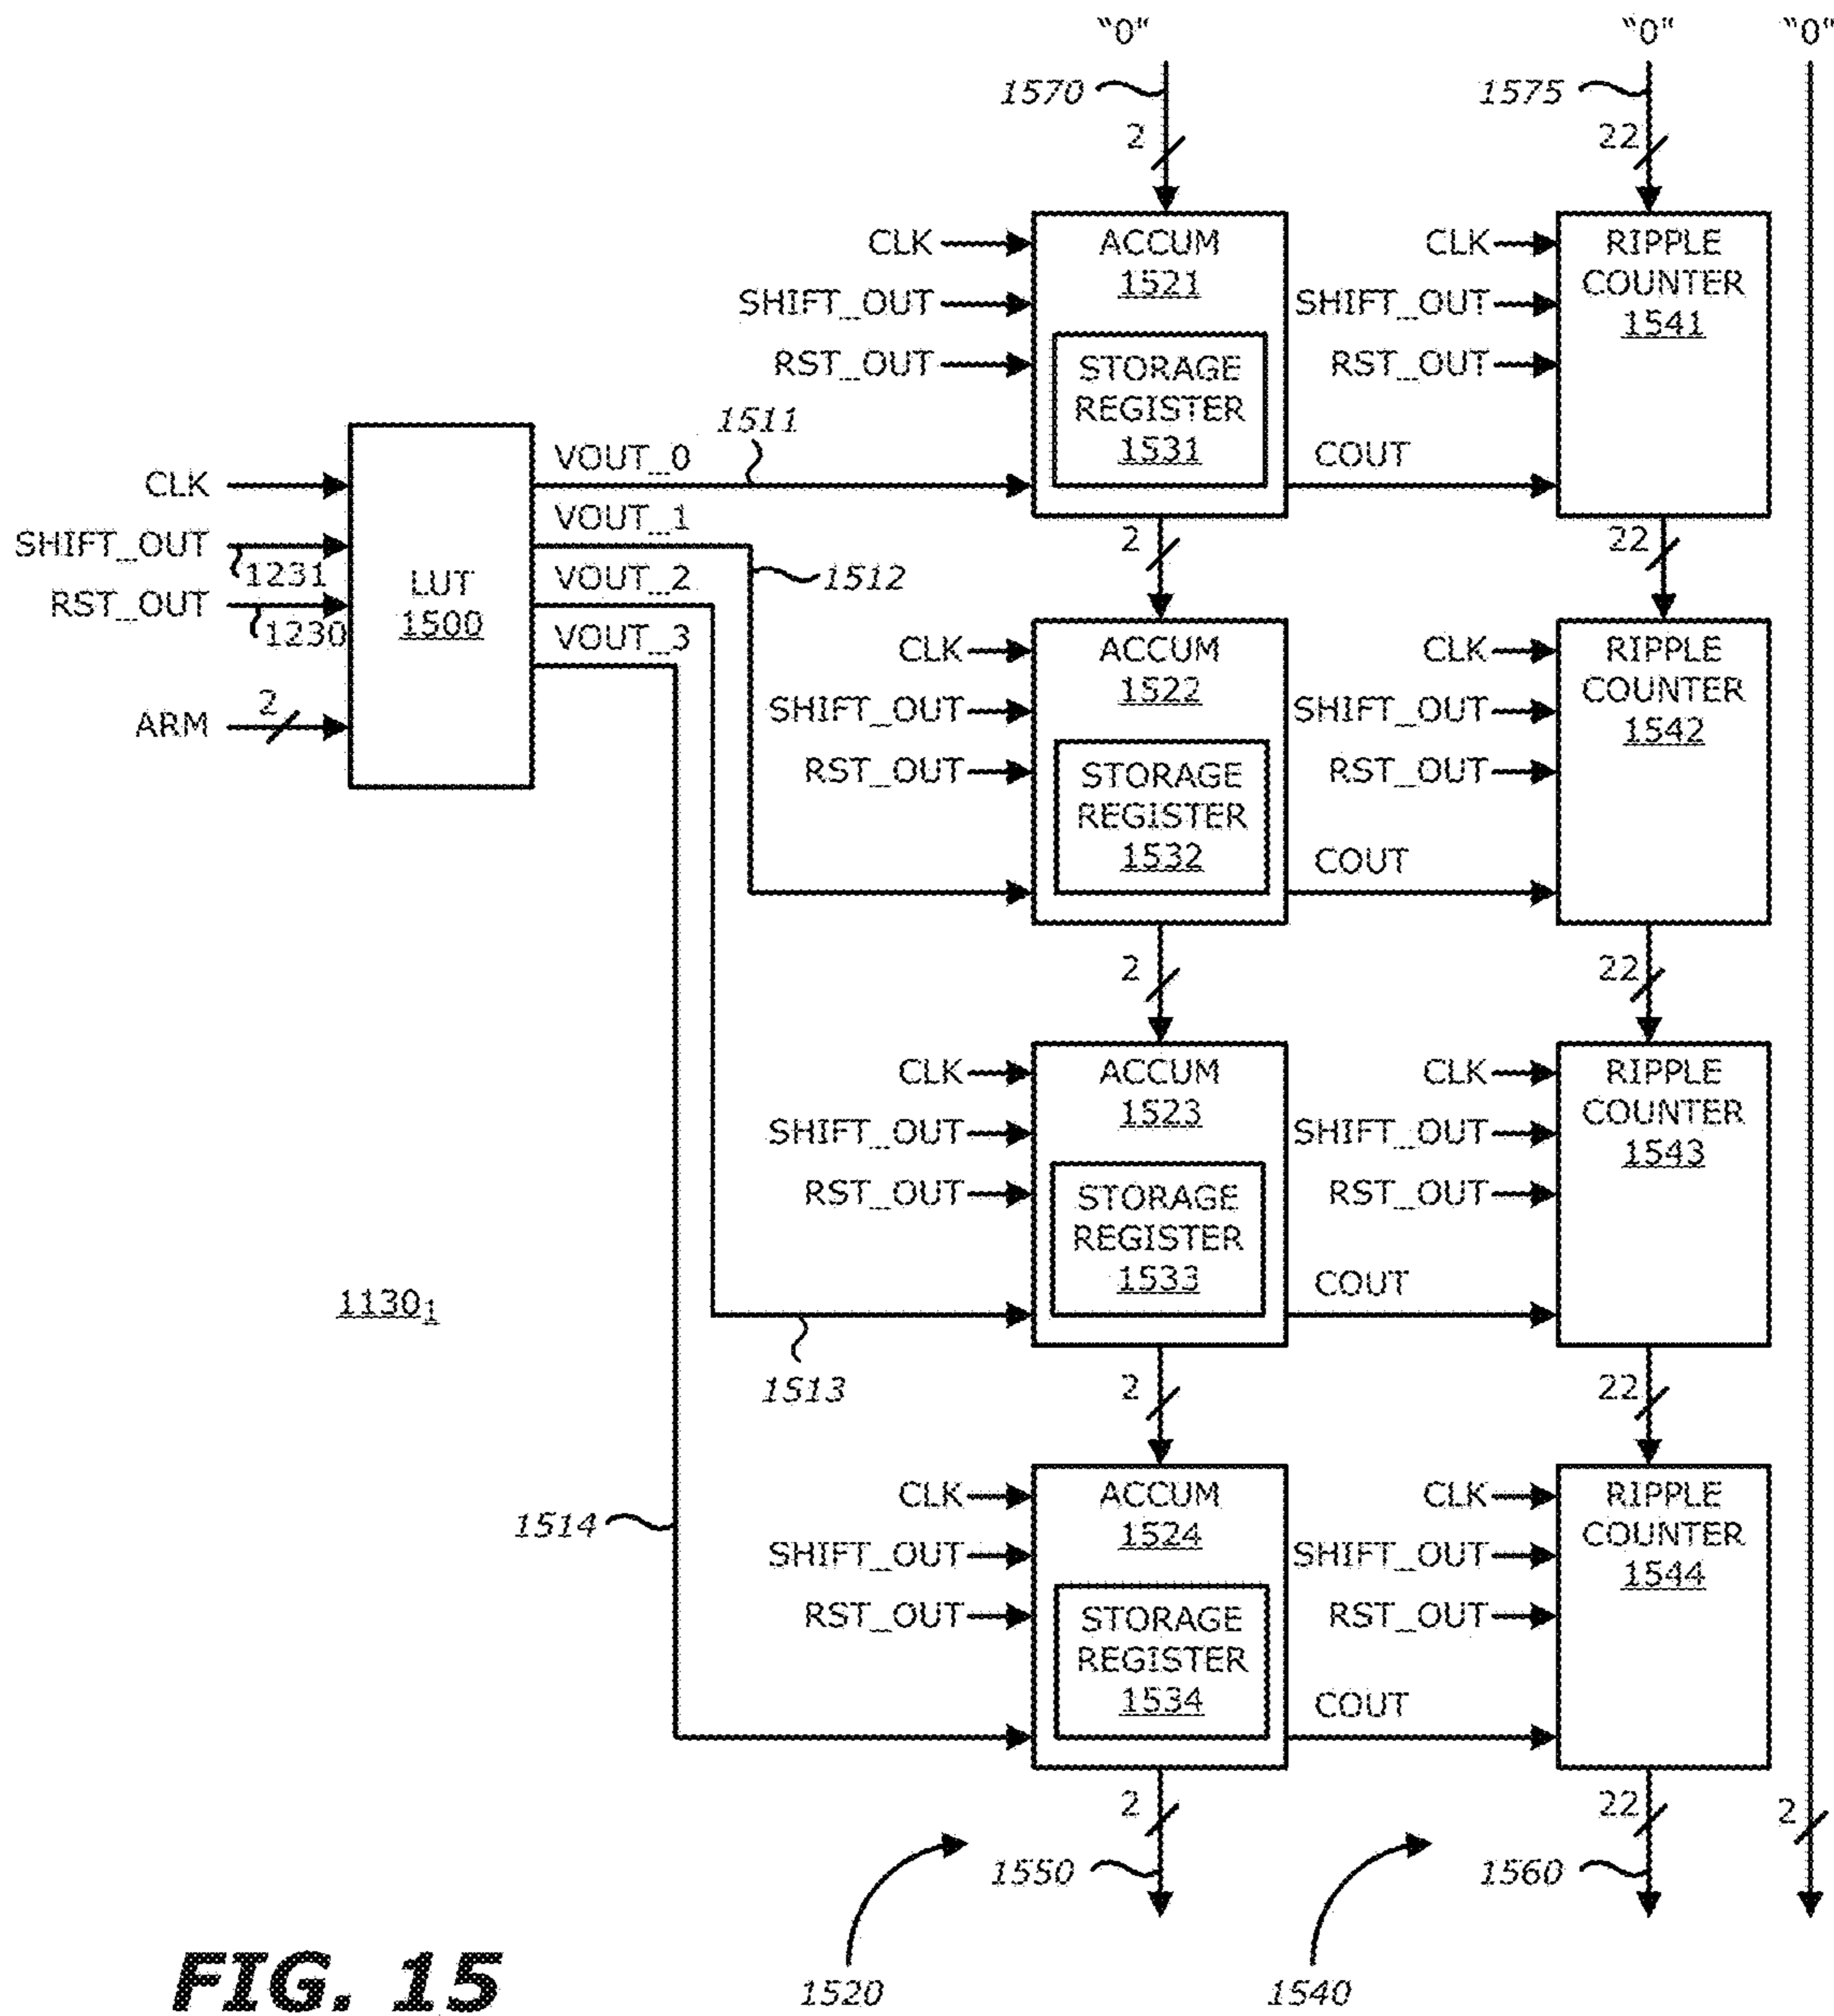 "0" "0" "0"
1570 1575
2 22
CLK ACCUM CLK RIPPLE
1521 COUNTER
SHIFT_OUT SHIFT_OUT 1541
RST_OUT STORAGE RST_OUT
REGISTER
1511 1531 COUT
VOUT_0
CLK
VOUT_1
SHIFT_OUT 2 22
1231 LUT VOUT_2 1512
RST_OUT 1500
1230 VOUT_3
CLK ACCUM CLK RIPPLE
1522 COUNTER
ARM 2 SHIFT_OUT SHIFT_OUT 1542
RST_OUT STORAGE RST_OUT
REGISTER
1532 COUT
2 22
CLK ACCUM CLK RIPPLE
1523 COUNTER
SHIFT_OUT SHIFT_OUT 1543
RST_OUT STORAGE RST_OUT
REGISTER
1533 COUT
1130₁
1513 2 22
CLK ACCUM CLK RIPPLE
1514 1524 COUNTER
SHIFT_OUT SHIFT_OUT 1544
RST_OUT STORAGE RST_OUT
REGISTER
1534 COUT
2 22 2
1550 1560
FIG. 15
1520 1540